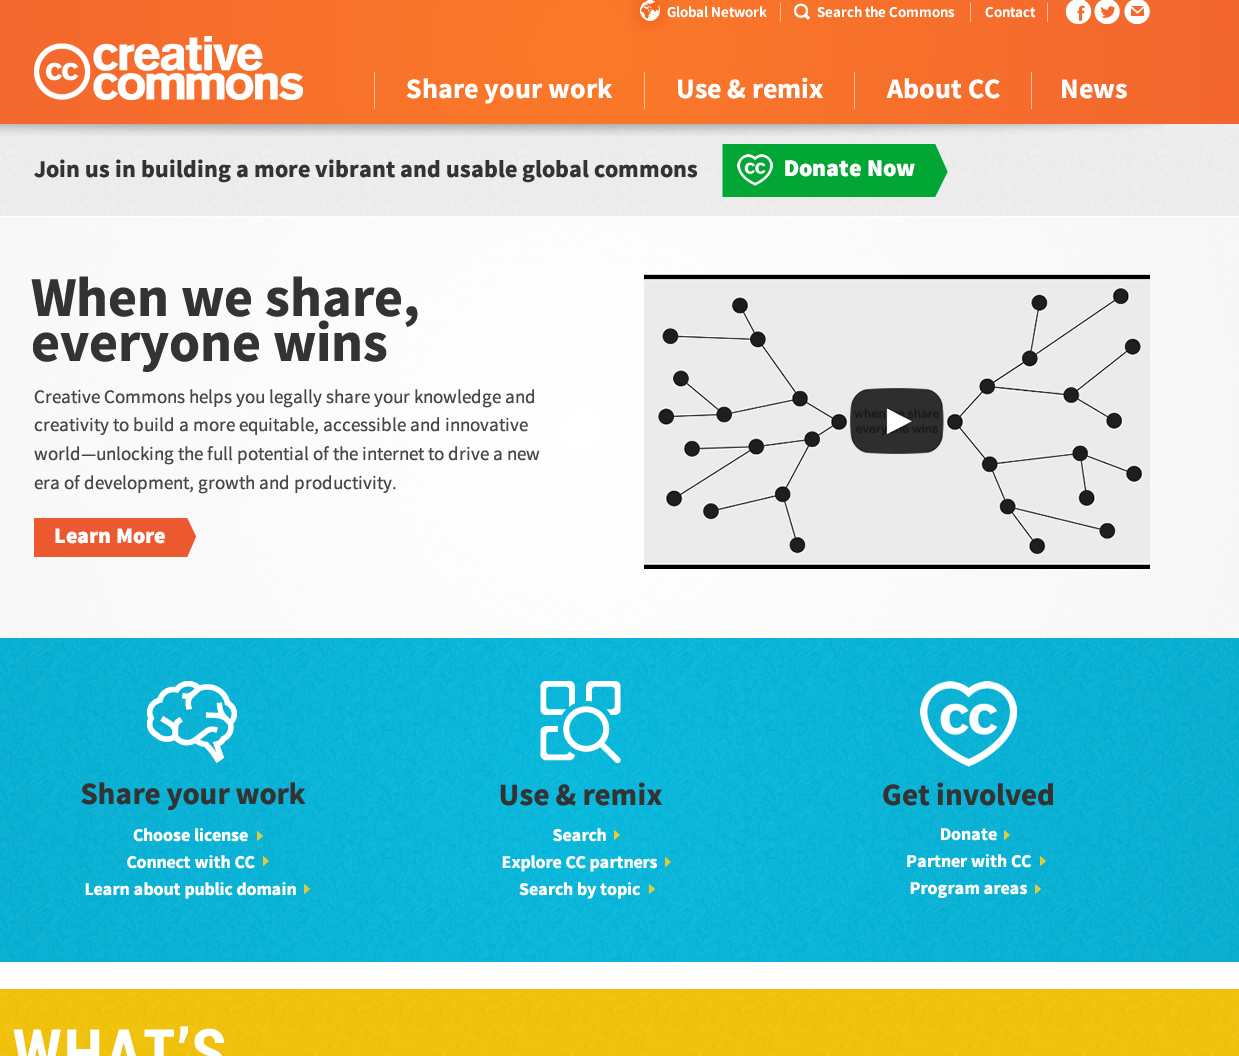 Global Network
Search the Commons
Contact
cc creative
commons
Share your work
Use & remix
About CC
News
Join us in building a more vibrant and usable global commons
CC Donate Now
When we share,
everyone wins
Creative Commons helps you legally share your knowledge and
creativity to build a more equitable, accessible and innovative
world—unlocking the full potential of the internet to drive a new
era of development, growth and productivity.
Learn More
when we share
everyone wins
CC
Share your work
Choose license
Connect with CC
Learn about public domain
Use & remix
Search
Explore CC partners
Search by topic
Get involved
Donate
Partner with CC
Program areas
WHAT'S